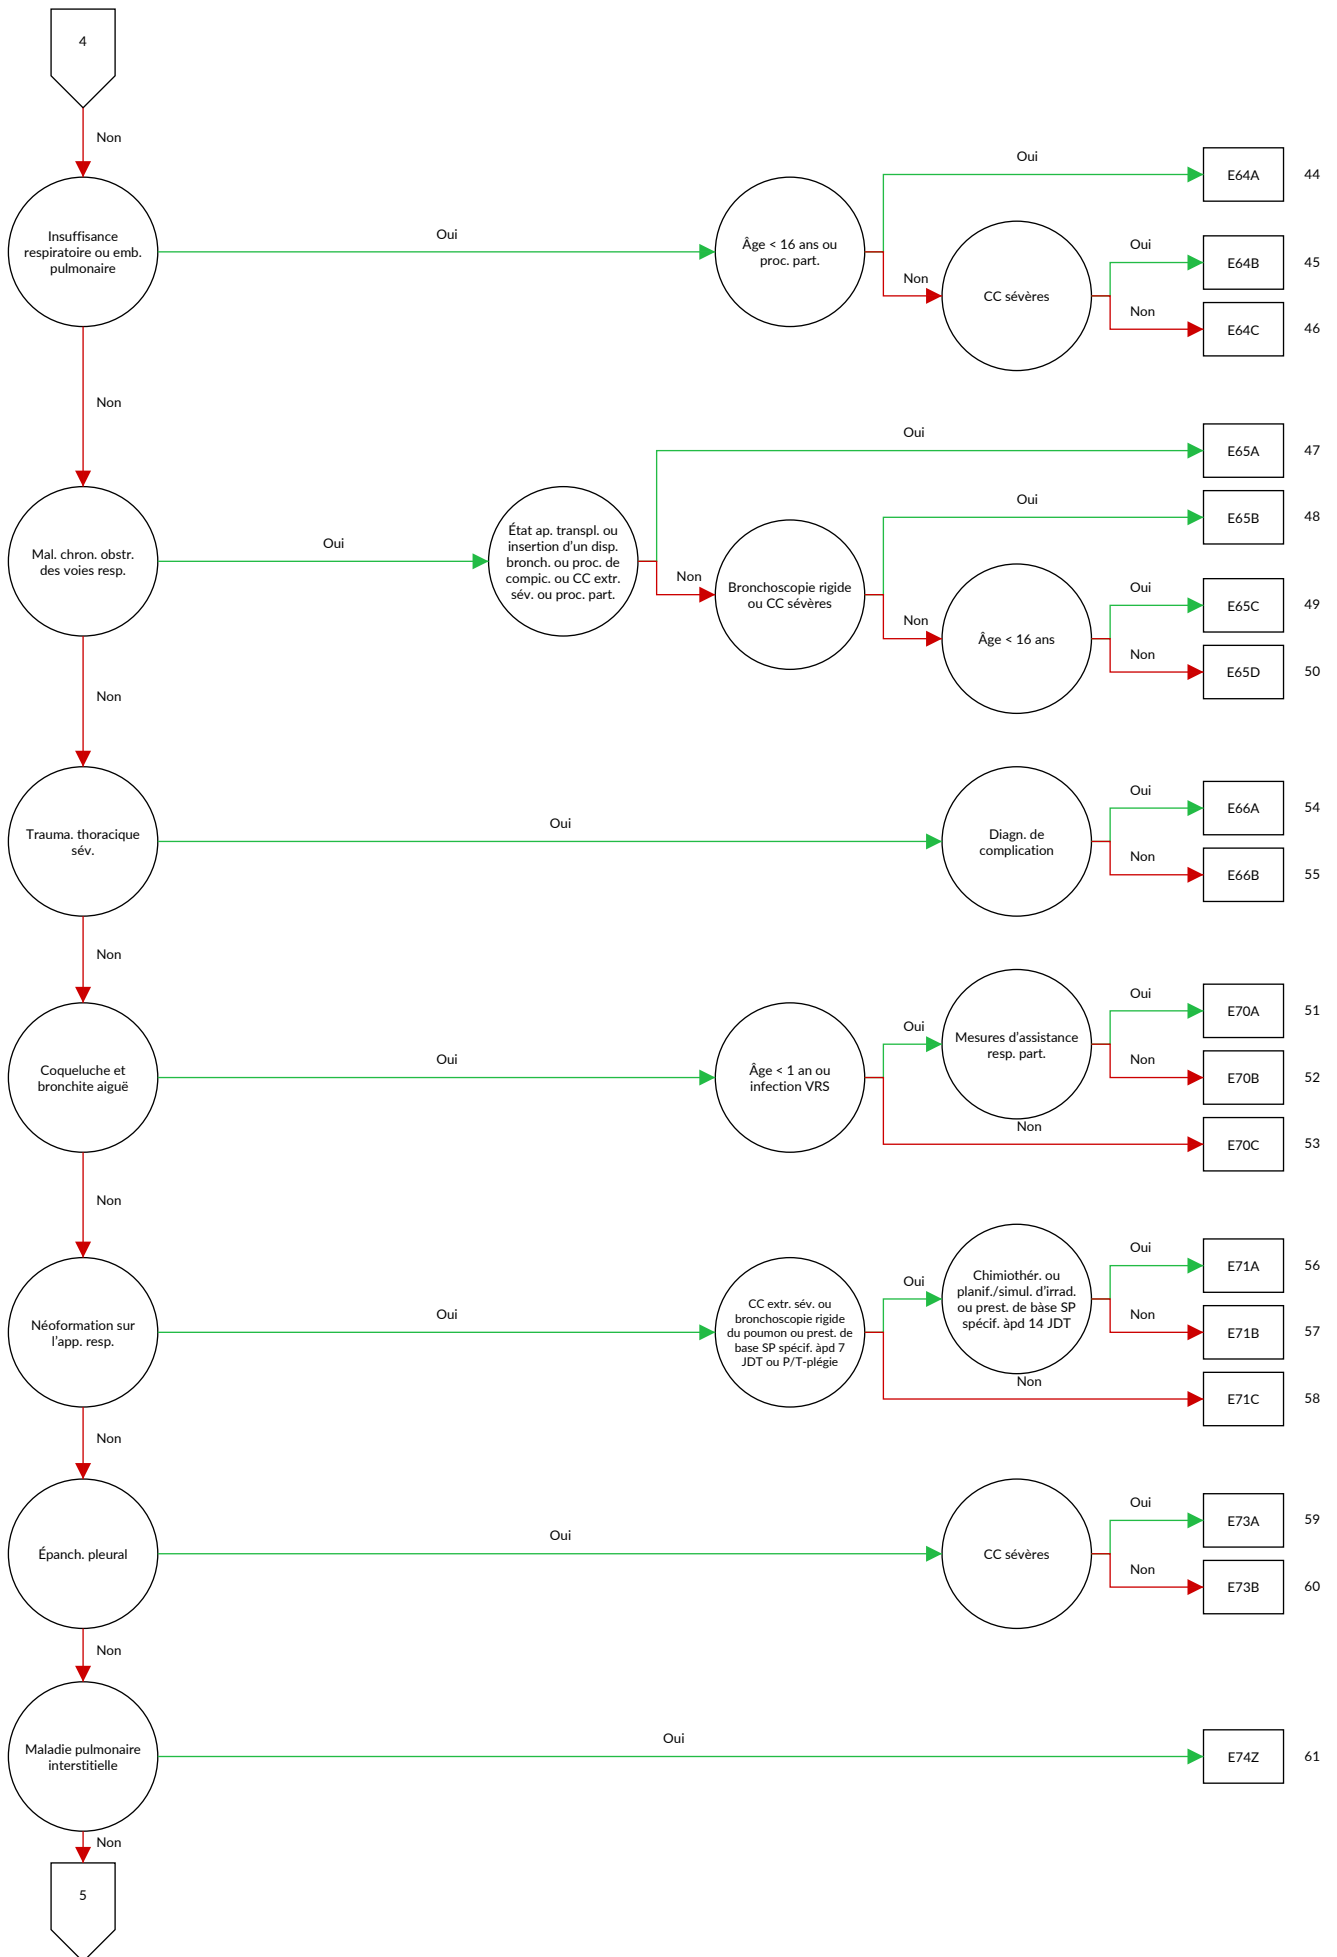 4
Non
Insuffisance
respiratoire ou emb.
pulmonaire
Oui
Âge < 16 ans ou
proc. part.
Oui
E64A
44
Non
CC sévères
Oui
E64B
45
Non
E64C
46
Non
Mal. chron. obstr.
des voies resp.
Oui
État ap. transpl. ou
insertion d'un disp.
bronch. ou proc. de
compic. ou CC extr.
sév. ou proc. part.
Oui
E65A
47
Non
Bronchoscopie rigide
ou CC sévères
Oui
E65B
48
Non
Âge < 16 ans
Oui
E65C
49
Non
E65D
50
Non
Trauma. thoracique
sév.
Oui
Diagn. de
complication
Oui
E66A
54
Non
E66B
55
Non
Coqueluche et
bronchite aiguë
Oui
Âge < 1 an ou
infection VRS
Oui
Mesures d'assistance
resp. part.
Oui
E70A
51
Non
E70B
52
Non
E70C
53
Non
Néoformation sur
l'app. resp.
Oui
CC extr. sév. ou
bronchoscopie rigide
du poumon ou prest. de
base SP spécif. àpd 7
JDT ou P/T-plégie
Oui
Chimiothér. ou
planif./simul. d'irrad.
ou prest. de bàse SP
spécif. àpd 14 JDT
Oui
E71A
56
Non
E71B
57
Non
E71C
58
Non
Épanch. pleural
Oui
CC sévères
Oui
E73A
59
Non
E73B
60
Non
Maladie pulmonaire
interstitielle
Oui
E74Z
61
Non
5